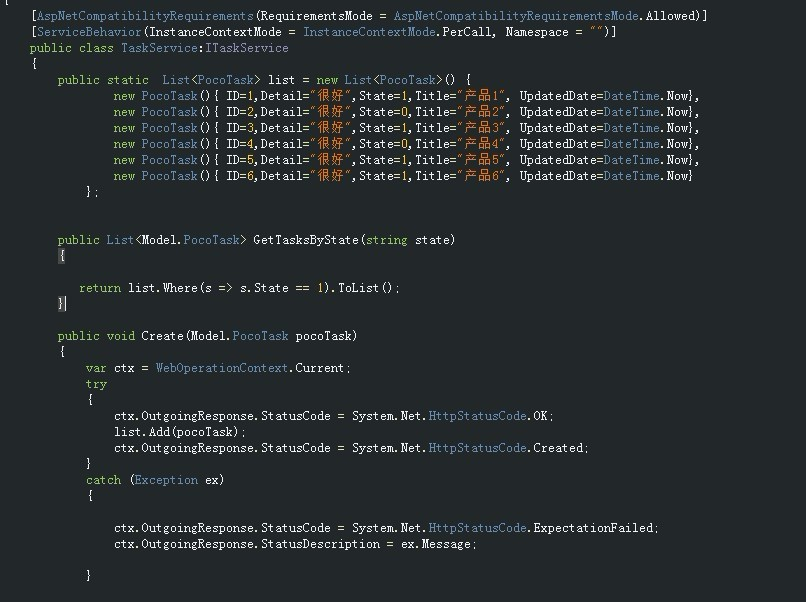 [AspNetCompatibilityRequirements(RequirementsMode = AspNetCompatibilityRequirementsMode.Allowed)]
[ServiceBehavior(InstanceContextMode = InstanceContextMode.PerCall, Namespace = "")]
public class TaskService:ITaskService
{
public static  List<PocoTask> list = new List<PocoTask>() {
new PocoTask(){ ID=1,Detail="很好",State=1,Title="产品1", UpdatedDate=DateTime.Now},
new PocoTask(){ ID=2,Detail="很好",State=0,Title="产品2", UpdatedDate=DateTime.Now},
new PocoTask(){ ID=3,Detail="很好",State=1,Title="产品3", UpdatedDate=DateTime.Now},
new PocoTask(){ ID=4,Detail="很好",State=0,Title="产品4", UpdatedDate=DateTime.Now},
new PocoTask(){ ID=5,Detail="很好",State=1,Title="产品5", UpdatedDate=DateTime.Now},
new PocoTask(){ ID=6,Detail="很好",State=1,Title="产品6", UpdatedDate=DateTime.Now}
};
public List<Model.PocoTask> GetTasksByState(string state)
{
return list.Where(s => s.State == 1).ToList();
}
public void Create(Model.PocoTask pocoTask)
{
var ctx = WebOperationContext.Current;
try
{
ctx.OutgoingResponse.StatusCode = System.Net.HttpStatusCode.OK;
list.Add(pocoTask);
ctx.OutgoingResponse.StatusCode = System.Net.HttpStatusCode.Created;
}
catch (Exception ex)
{
ctx.OutgoingResponse.StatusCode = System.Net.HttpStatusCode.ExpectationFailed;
ctx.OutgoingResponse.StatusDescription = ex.Message;
}